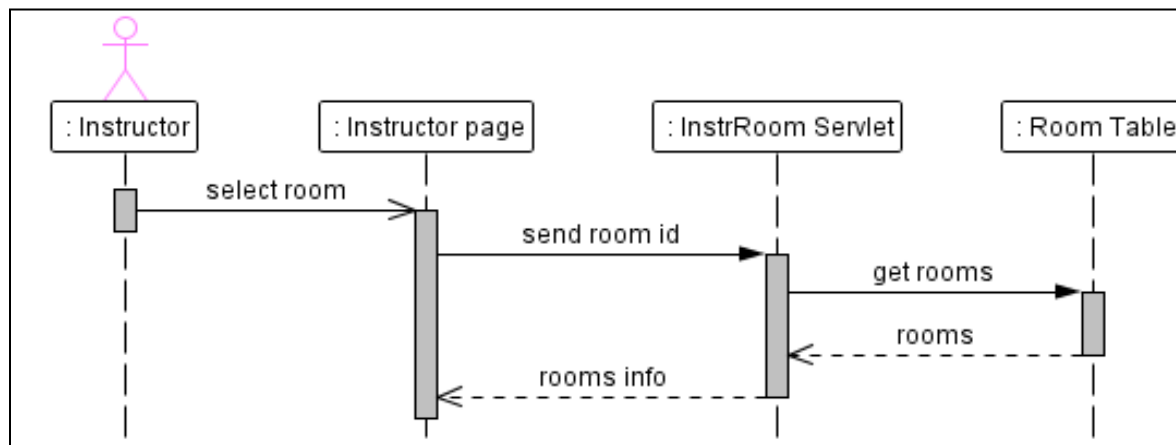 : Instructor
: Instructor page
: InstrRoom Servlet
: Room Table
select room
send room id
get rooms
rooms
rooms info